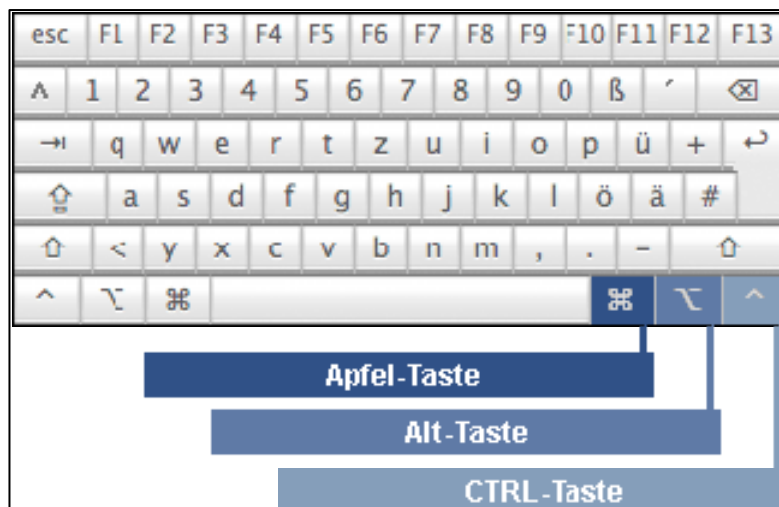 esc F1 F2 F3 F4 F5 F6 F7 F8 F9 F10 F11 F12 F13
^ 1 2 3 4 5 6 7 8 9 0 ß ´ ⌫
⇥ q w e r t z u i o p ü + ↩
⇪ a s d f g h j k l ö ä #
⇧ < y x c v b n m , . - ⇧
^ ⌥ ⌘ ⌘ ⌥ ^
Apfel-Taste
Alt-Taste
CTRL-Taste